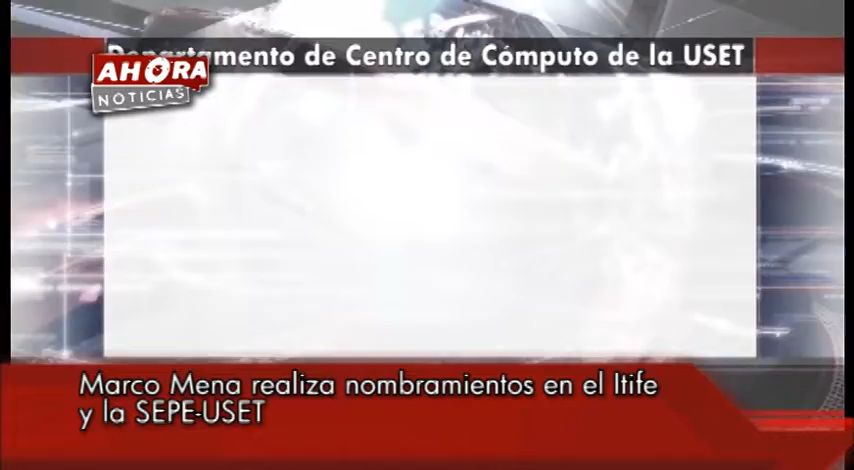 Departamento de Centro de Cómputo de la USET
AHORA
NOTICIAS
Marco Mena realiza nombramientos en el Itife
y la SEPE-USET